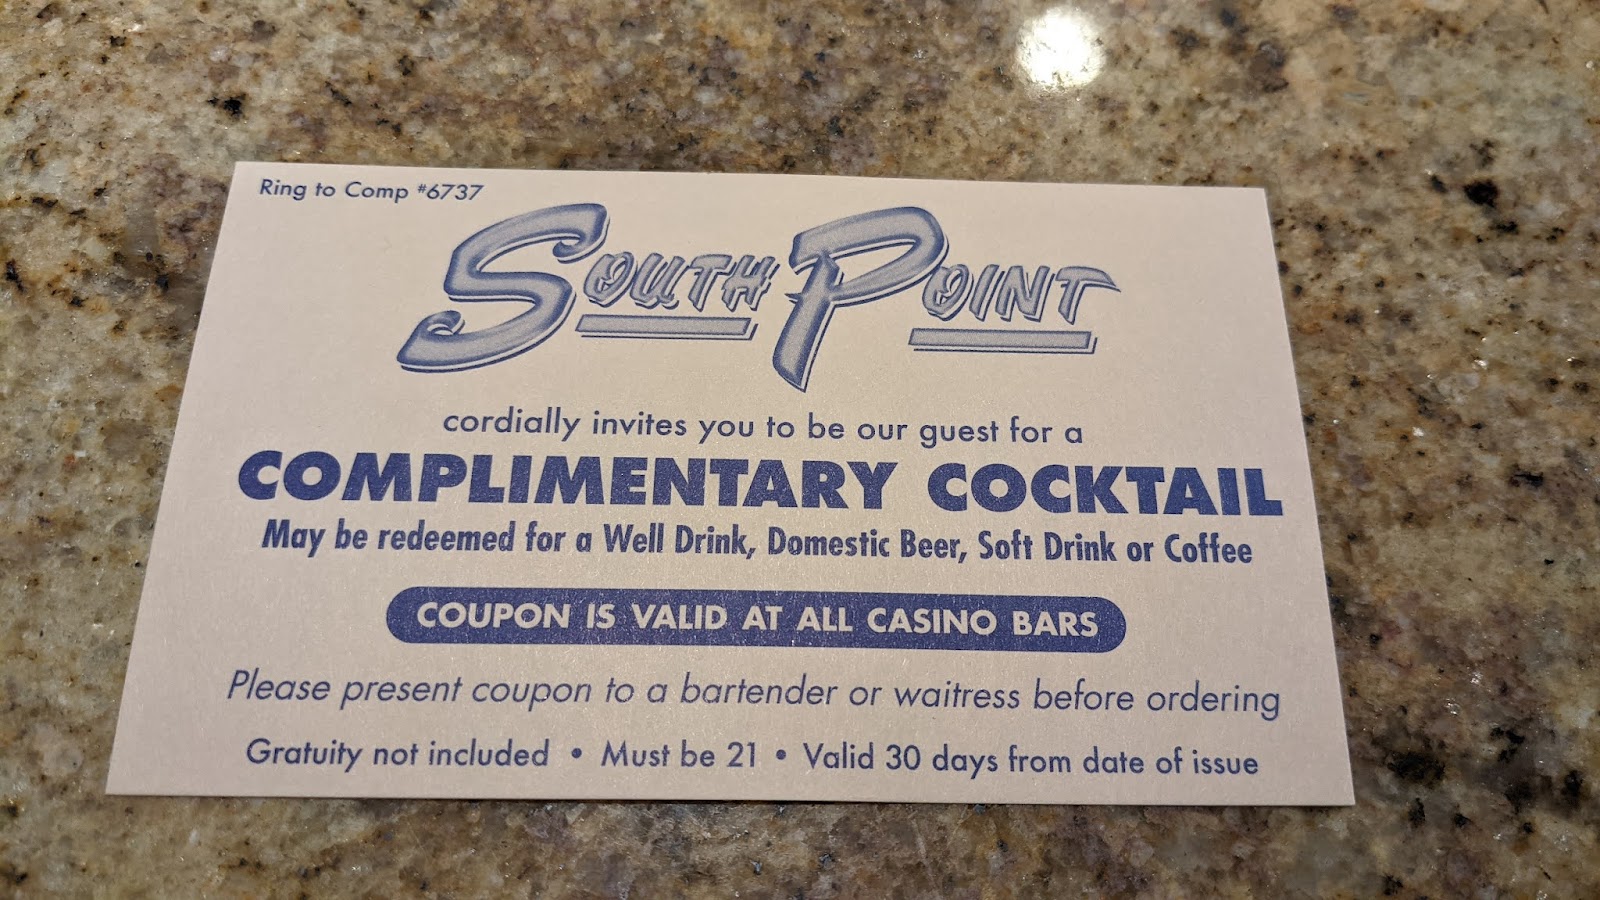 Ring to Comp #6737
SOUTH POINT
cordially invites you to be our guest for a
COMPLIMENTARY COCKTAIL
May be redeemed for a Well Drink, Domestic Beer, Soft Drink or Coffee
COUPON IS VALID AT ALL CASINO BARS
Please present coupon to a bartender or waitress before ordering
Gratuity not included • Must be 21 • Valid 30 days from date of issue